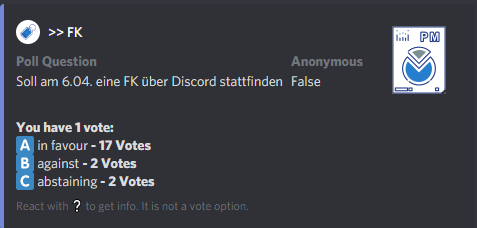 >> FK
PM
Poll Question Anonymous
Soll am 6.04. eine FK über Discord stattfinden False
You have 1 vote:
A in favour - 17 Votes
B against - 2 Votes
C abstaining - 2 Votes
React with ? to get info. It is not a vote option.